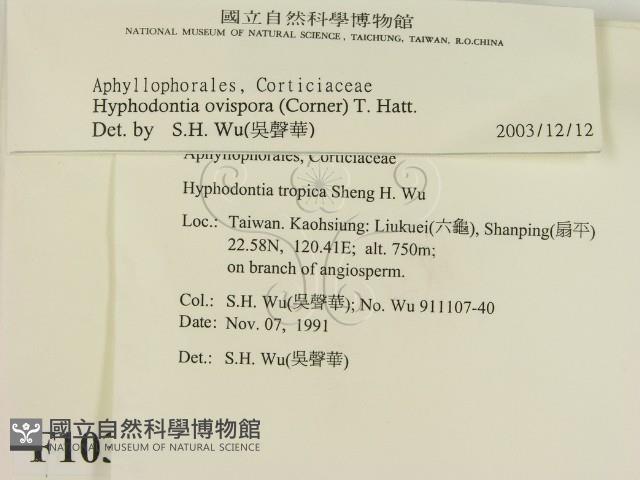 國立自然科學博物館
NATIONAL MUSEUM OF NATURAL SCIENCE, TAICHUNG, TAIWAN, R.O.CHINA
Aphyllophorales, Corticiaceae
Hyphodontia ovispora (Corner) T. Hatt.
Det. by S.H. Wu(吳聲華) 2003/12/12
Aphyllophorales, Corticiaceae
Hyphodontia tropica Sheng H. Wu
Loc.: Taiwan. Kaohsiung: Liukuei(六龜), Shanping(扇平)
22.58N, 120.41E; alt. 750m;
on branch of angiosperm.
Col.: S.H. Wu(吳聲華); No. Wu 911107-40
Date: Nov. 07, 1991
Det.: S.H. Wu(吳聲華)
國立自然科學博物館
NATIONAL MUSEUM OF NATURAL SCIENCE